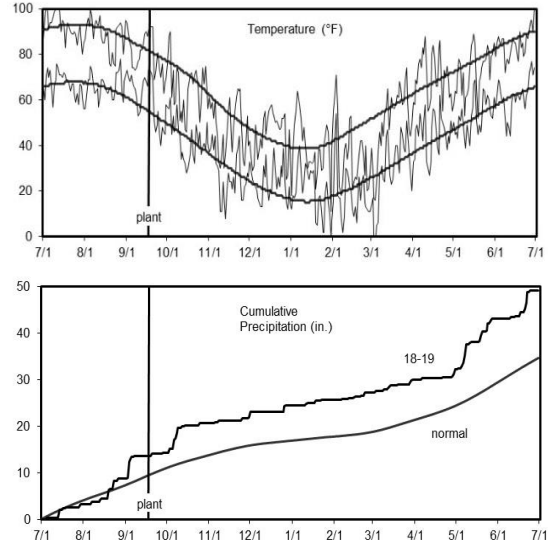 100
Temperature (°F)
80
60
40
20
plant
0
7/1 8/1 9/1 10/1 11/1 12/1 1/1 2/1 3/1 4/1 5/1 6/1 7/1
50
Cumulative
Precipitation (in.)
40
18-19
30
20
normal
10
plant
0
7/1 8/1 9/1 10/1 11/1 12/1 1/1 2/1 3/1 4/1 5/1 6/1 7/1